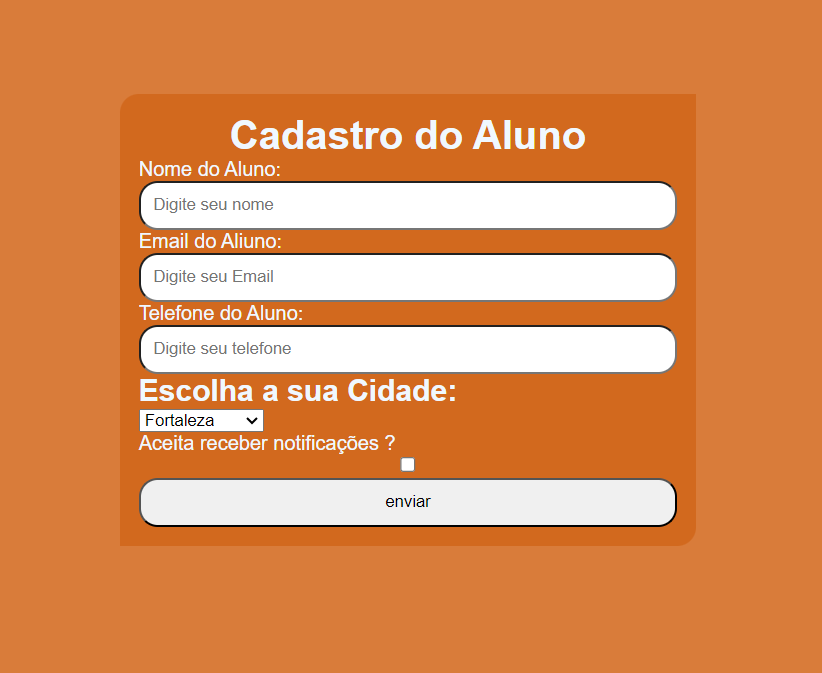 Cadastro do Aluno
Nome do Aluno:
Digite seu nome
Email do Aliuno:
Digite seu Email
Telefone do Aluno:
Digite seu telefone
Escolha a sua Cidade:
Fortaleza
Aceita receber notificações ?
enviar